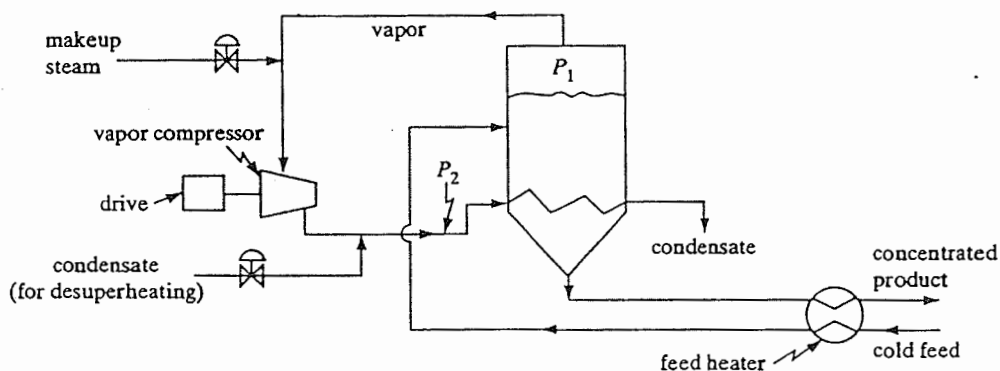 vapor
makeup
steam
P₁
vapor compressor
P₂
drive
condensate
condensate
(for desuperheating)
concentrated
product
feed heater
cold feed